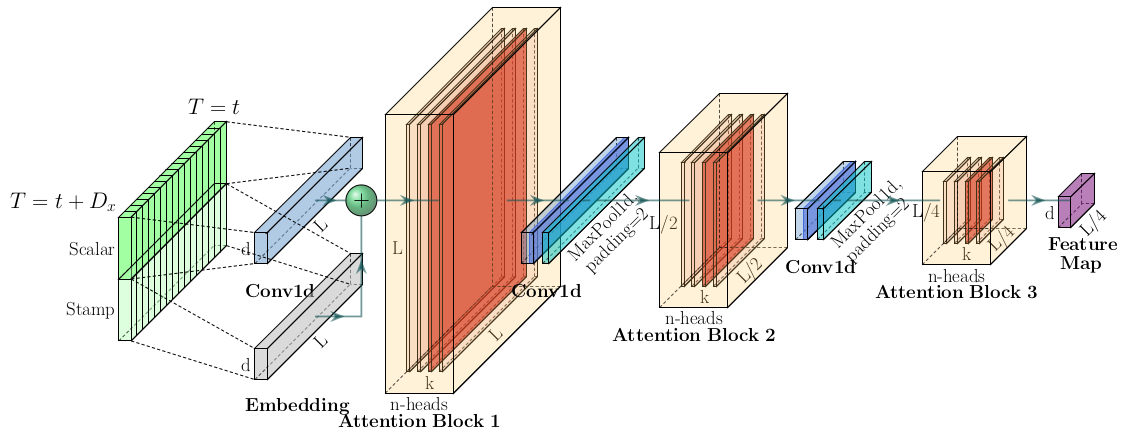 T = t
T = t + Dₓ
Scalar
Stamp
d
L
Conv1d
d
L
Embedding
+
L
L
k
n-heads
Attention Block 1
Conv1d
MaxPool1d,
padding=2
L/2
L/2
k
n-heads
Attention Block 2
Conv1d
MaxPool1d,
padding=2
L/4
L/4
k
n-heads
Attention Block 3
d
L/4
Feature
Map